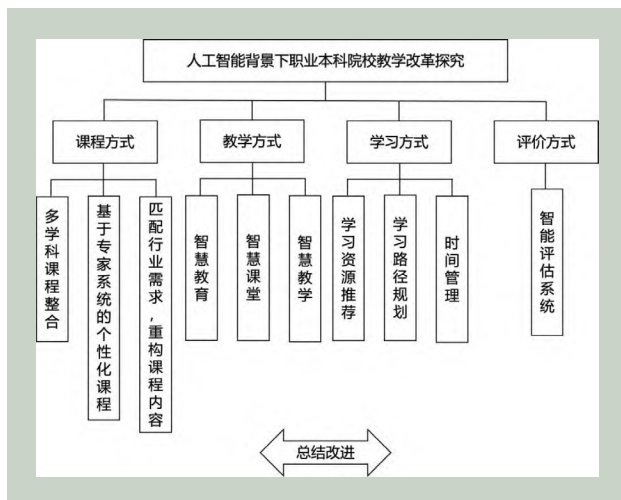 人工智能背景下职业本科院校教学改革探究
课程方式
教学方式
学习方式
评价方式
多学科课程整合
基于专家系统的个性化课程
匹配行业需求，重构课程内容
智慧教育
智慧课堂
智慧教学
学习资源推荐
学习路径规划
时间管理
智能评估系统
总结改进